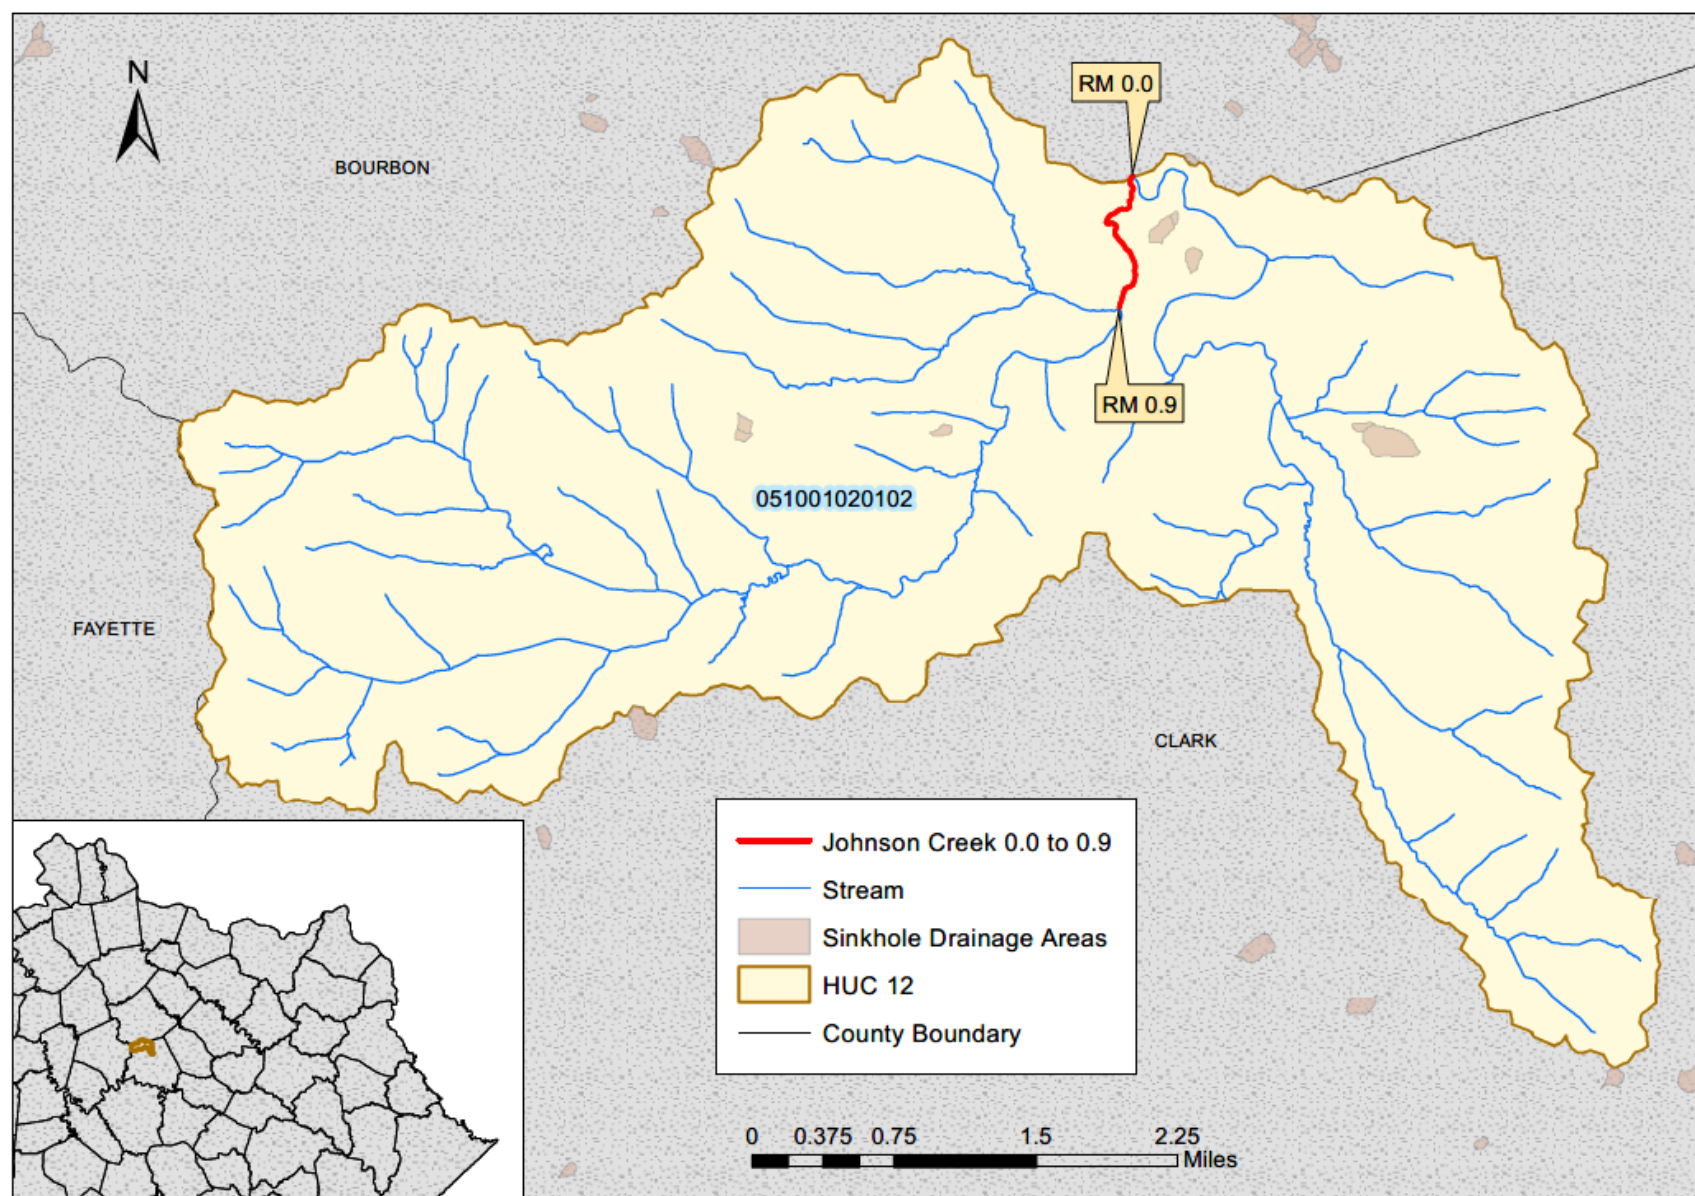 N
RM 0.0
BOURBON
RM 0.9
051001020102
FAYETTE
CLARK
Johnson Creek 0.0 to 0.9
Stream
Sinkhole Drainage Areas
HUC 12
County Boundary
0 0.375 0.75 1.5 2.25
Miles